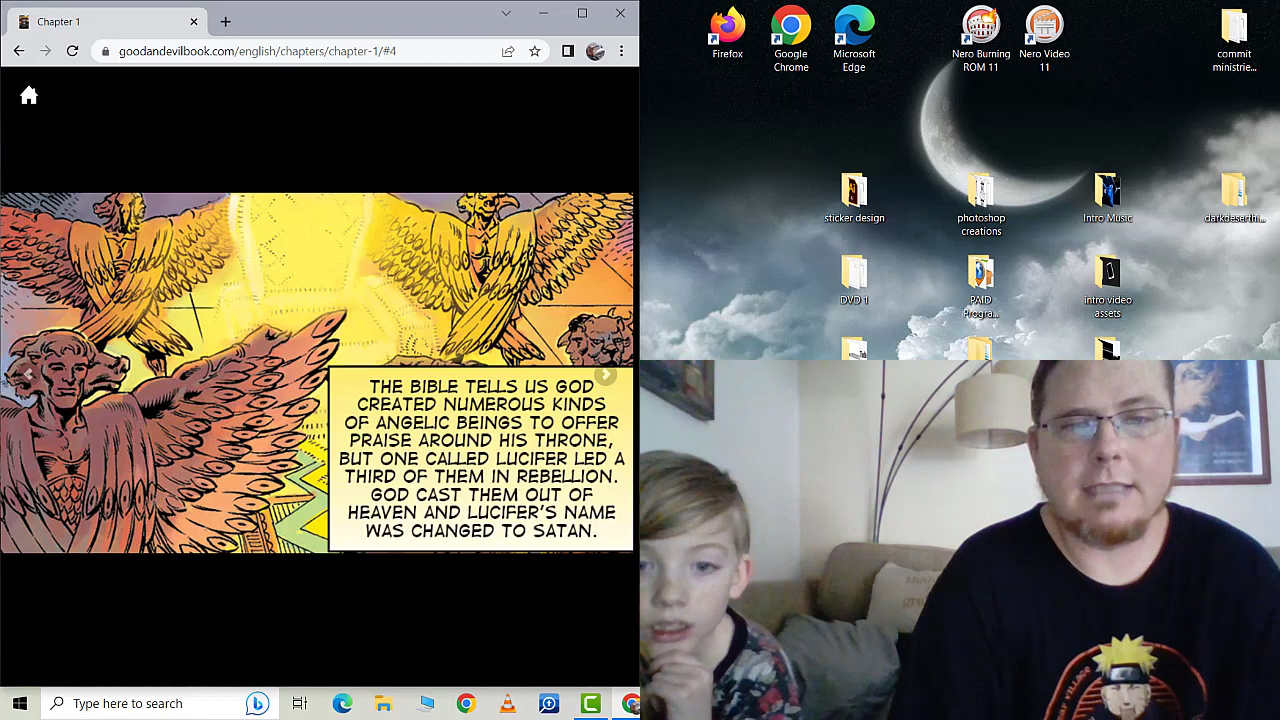 Chapter 1
goodandevilbook.com/english/chapters/chapter-1/#4
THE BIBLE TELLS US GOD
CREATED NUMEROUS KINDS
OF ANGELIC BEINGS TO OFFER
PRAISE AROUND HIS THRONE,
BUT ONE CALLED LUCIFER LED A
THIRD OF THEM IN REBELLION.
GOD CAST THEM OUT OF
HEAVEN AND LUCIFER'S NAME
WAS CHANGED TO SATAN.
Type here to search
Firefox
Google
Chrome
Microsoft
Edge
Nero Burning
ROM 11
Nero Video
11
commit
ministrie...
sticker design
photoshop
creations
Intro Music
darkdeserthi...
DVD 1
PAID
Progra...
intro video
assets